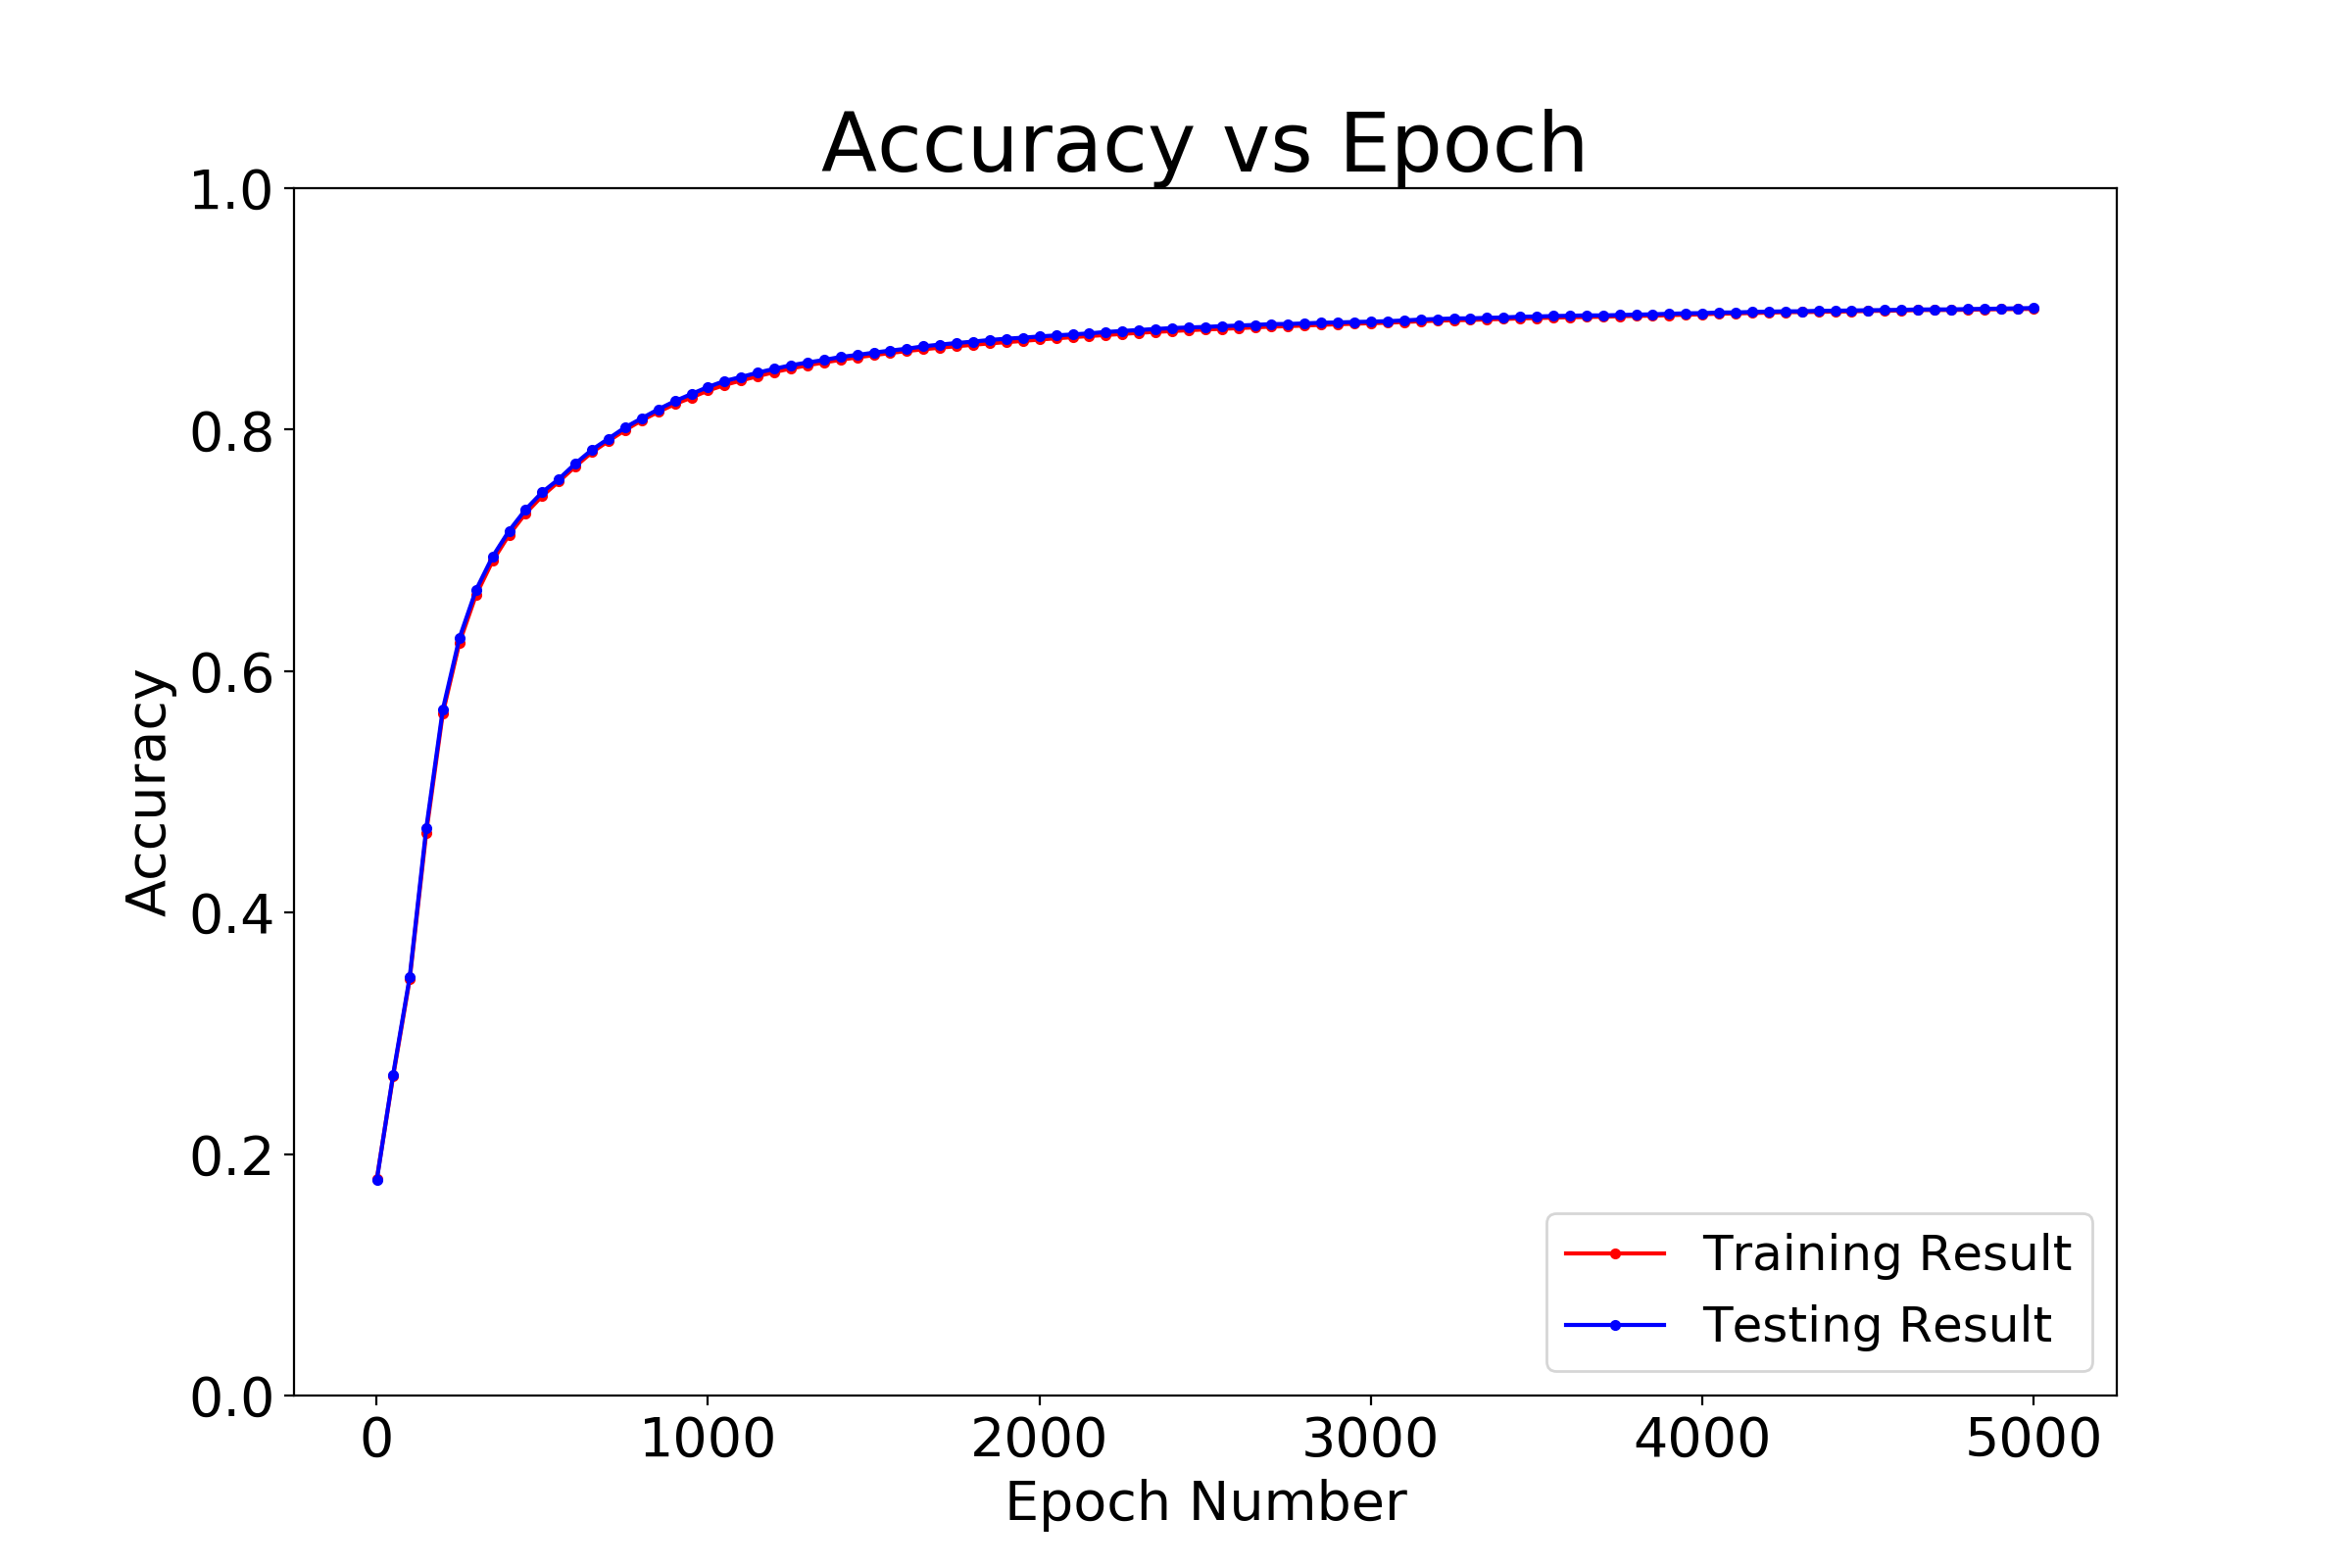 Accuracy vs Epoch
1.0
0.8
0.6
0.4
0.2
0.0
Accuracy
0 1000 2000 3000 4000 5000
Epoch Number
Training Result
Testing Result